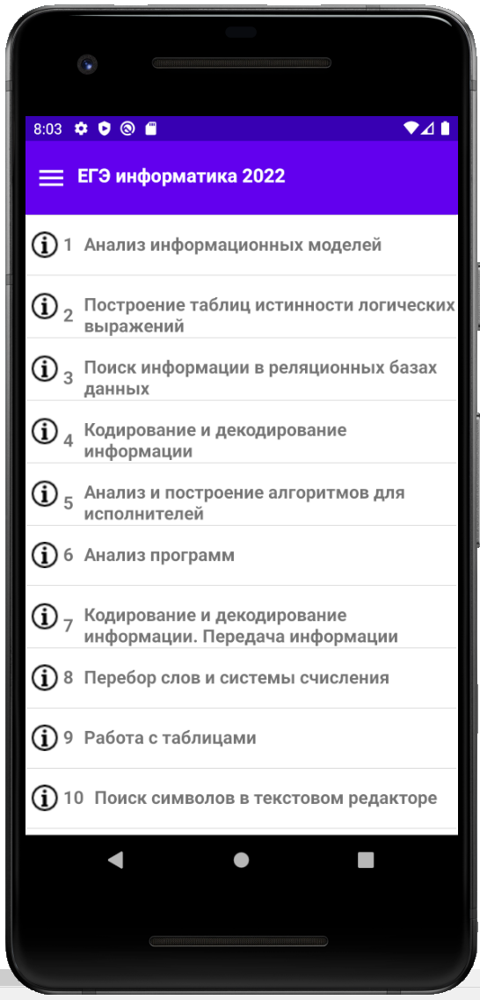 8:03
ЕГЭ информатика 2022
1 Анализ информационных моделей
2 Построение таблиц истинности логических
выражений
3 Поиск информации в реляционных базах
данных
4 Кодирование и декодирование
информации
5 Анализ и построение алгоритмов для
исполнителей
6 Анализ программ
7 Кодирование и декодирование
информации. Передача информации
8 Перебор слов и системы счисления
9 Работа с таблицами
10 Поиск символов в текстовом редакторе